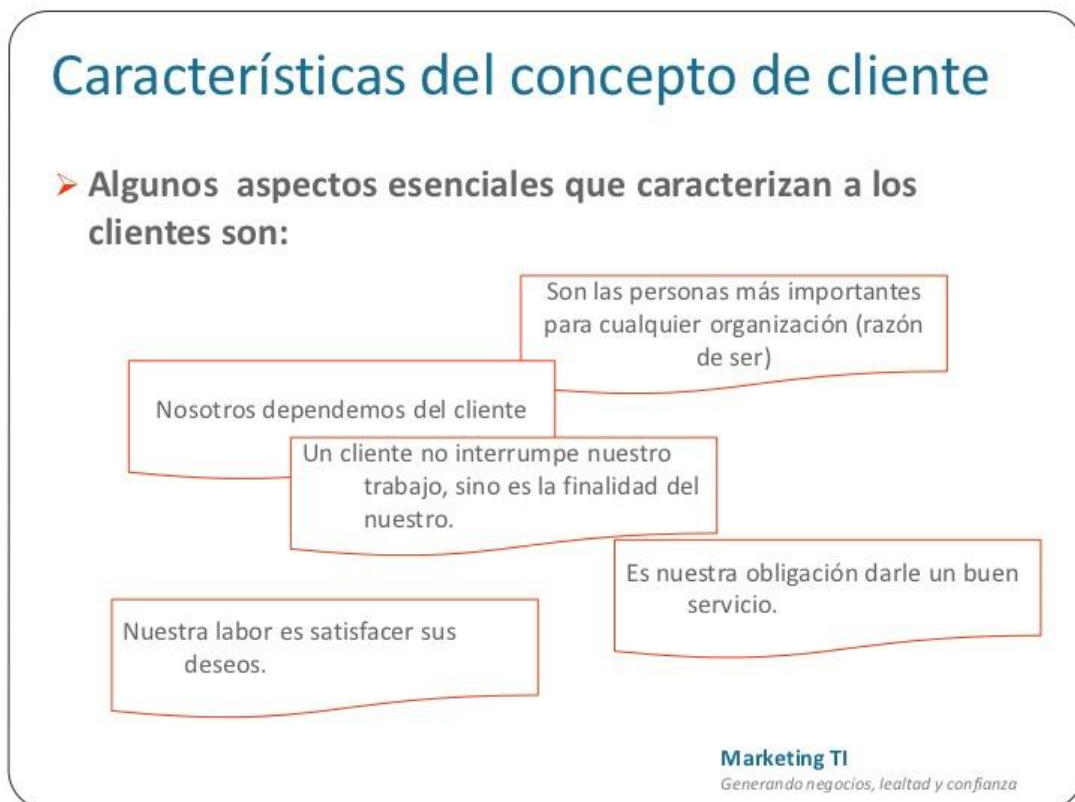 Características del concepto de cliente
➢ Algunos aspectos esenciales que caracterizan a los
clientes son:
Son las personas más importantes
para cualquier organización (razón
de ser)
Nosotros dependemos del cliente
Un cliente no interrumpe nuestro
trabajo, sino es la finalidad del
nuestro.
Es nuestra obligación darle un buen
servicio.
Nuestra labor es satisfacer sus
deseos.
Marketing TI
Generando negocios, lealtad y confianza